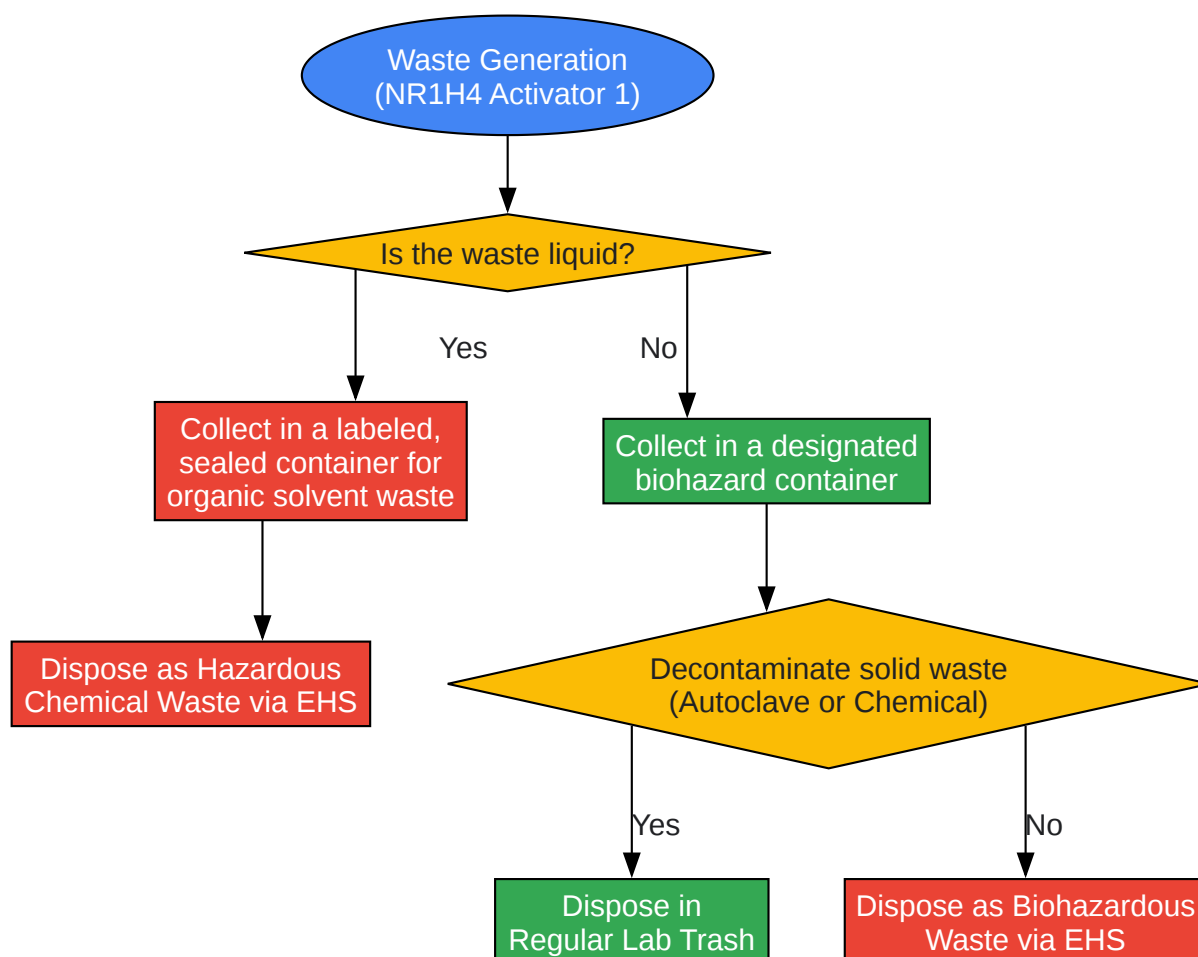 Waste Generation
(NR1H4 Activator 1)
Is the waste liquid?
Yes
No
Collect in a labeled,
sealed container for
organic solvent waste
Collect in a designated
biohazard container
Dispose as Hazardous
Chemical Waste via EHS
Decontaminate solid waste
(Autoclave or Chemical)
Yes
No
Dispose in
Regular Lab Trash
Dispose as Biohazardous
Waste via EHS